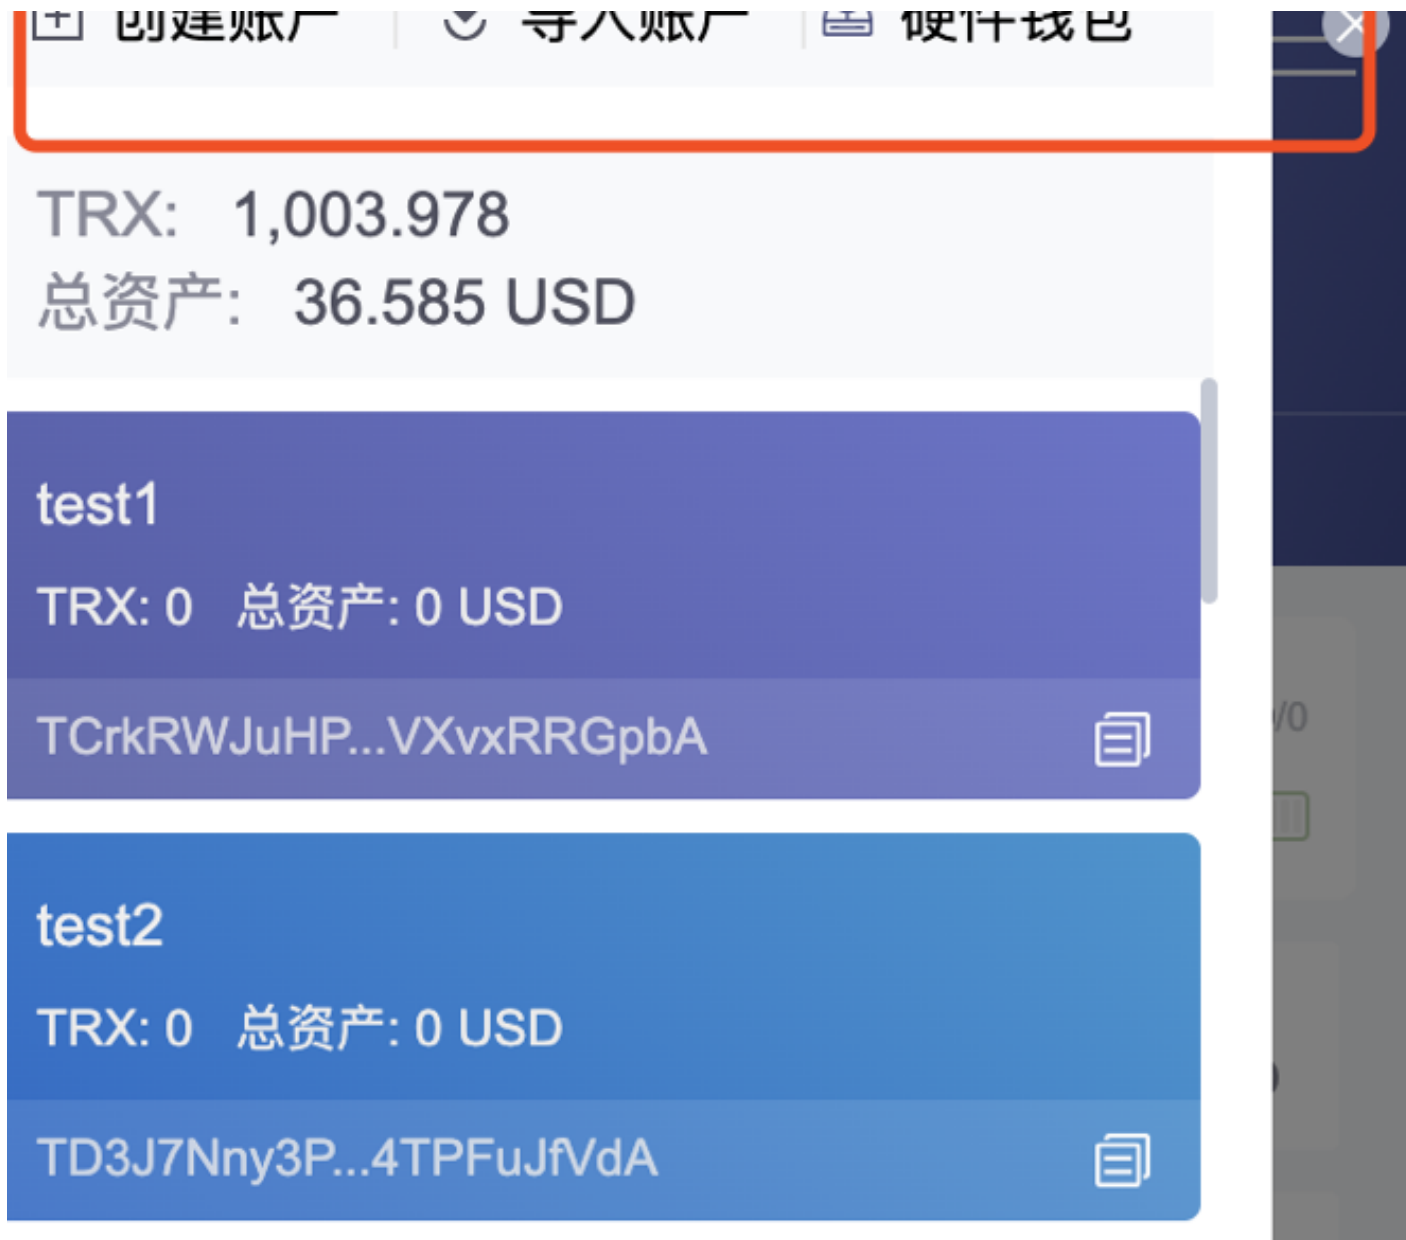 创建账户 导入账户 硬件钱包
TRX: 1,003.978
总资产: 36.585 USD
test1
TRX: 0 总资产: 0 USD
TCrkRWJuHP...VXvxRRGpbA
/0
test2
TRX: 0 总资产: 0 USD
TD3J7Nny3P...4TPFuJfVdA